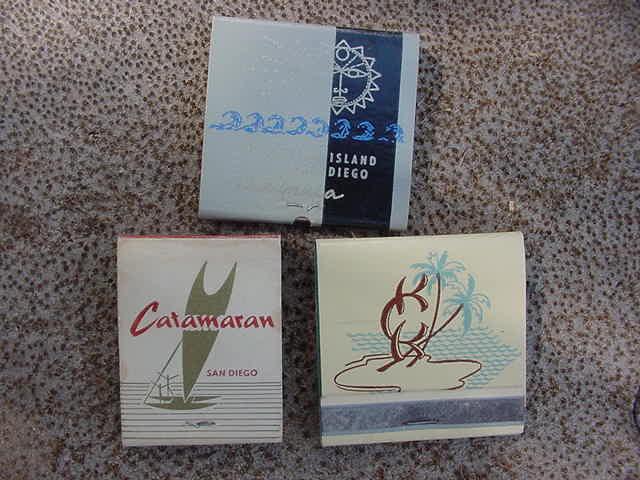 ISLAND
DIEGO
Catamaran
SAN DIEGO